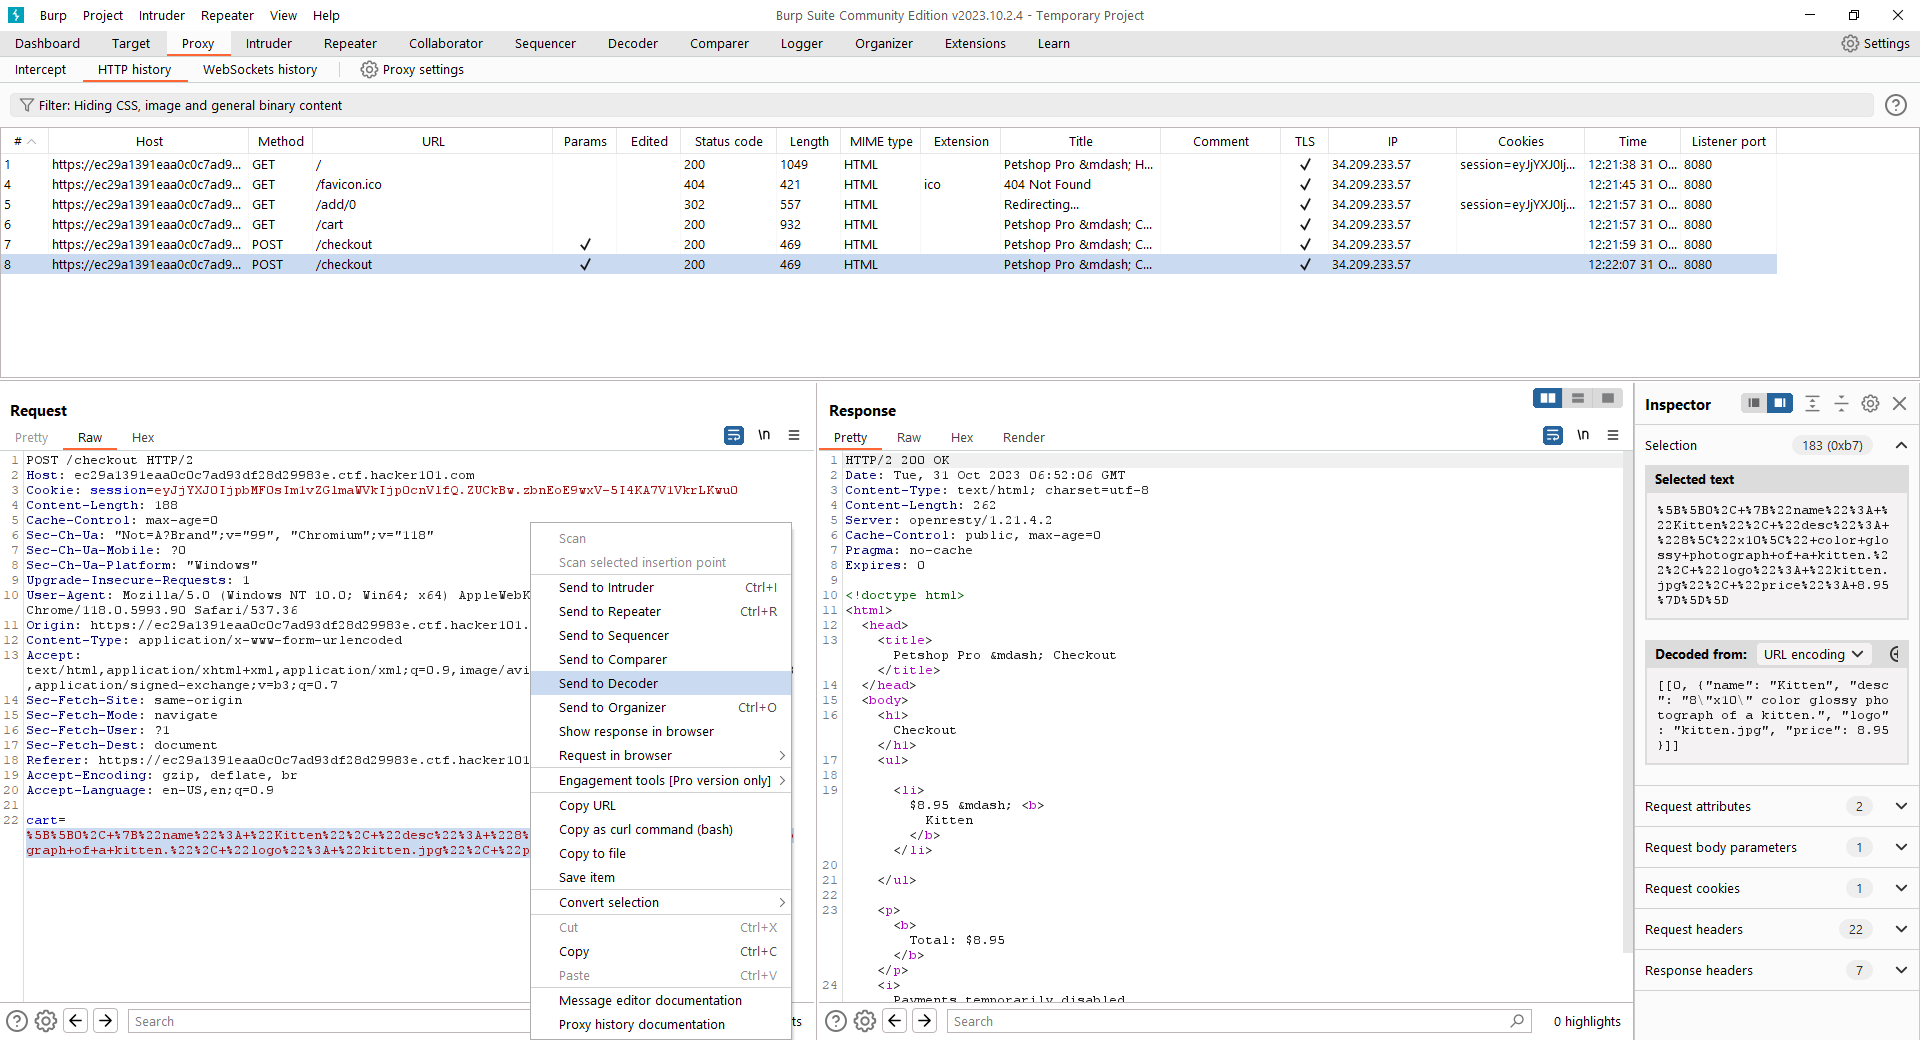 Burp Project Intruder Repeater View Help
Burp Suite Community Edition v2023.10.2.4 - Temporary Project
Dashboard Target Proxy Intruder Repeater Collaborator Sequencer Decoder Comparer Logger Organizer Extensions Learn
Settings
Intercept HTTP history WebSockets history Proxy settings
Filter: Hiding CSS, image and general binary content
# Host Method URL Params Edited Status code Length MIME type Extension Title Comment TLS IP Cookies Time Listener port
1 https://ec29a1391eaa0c0c7ad9... GET / 200 1049 HTML Petshop Pro &mdash; H... ✓ 34.209.233.57 session=eyJjYXJ0Ij... 12:21:38 31 O... 8080
4 https://ec29a1391eaa0c0c7ad9... GET /favicon.ico 404 421 HTML ico 404 Not Found ✓ 34.209.233.57 12:21:45 31 O... 8080
5 https://ec29a1391eaa0c0c7ad9... GET /add/0 302 557 HTML Redirecting... ✓ 34.209.233.57 session=eyJjYXJ0Ij... 12:21:57 31 O... 8080
6 https://ec29a1391eaa0c0c7ad9... GET /cart 200 932 HTML Petshop Pro &mdash; C... ✓ 34.209.233.57 12:21:57 31 O... 8080
7 https://ec29a1391eaa0c0c7ad9... POST /checkout ✓ 200 469 HTML Petshop Pro &mdash; C... ✓ 34.209.233.57 12:21:59 31 O... 8080
8 https://ec29a1391eaa0c0c7ad9... POST /checkout ✓ 200 469 HTML Petshop Pro &mdash; C... ✓ 34.209.233.57 12:22:07 31 O... 8080
Request
Pretty Raw Hex
\n
1 POST /checkout HTTP/2
2 Host: ec29a1391eaa0c0c7ad93df28d29983e.ctf.hacker101.com
3 Cookie: session=eyJjYXJ0IjpbMF0sIm1vZGlmaWVkIjp0cnVlfQ.ZUCkBw.zbnEoE9wxV-5I4KA7V1VkrLKwu0
4 Content-Length: 188
5 Cache-Control: max-age=0
6 Sec-Ch-Ua: "Not=A?Brand";v="99", "Chromium";v="118"
7 Sec-Ch-Ua-Mobile: ?0
8 Sec-Ch-Ua-Platform: "Windows"
9 Upgrade-Insecure-Requests: 1
10 User-Agent: Mozilla/5.0 (Windows NT 10.0; Win64; x64) AppleWebK
Chrome/118.0.5993.90 Safari/537.36
11 Origin: https://ec29a1391eaa0c0c7ad93df28d29983e.ctf.hacker101.
12 Content-Type: application/x-www-form-urlencoded
13 Accept:
text/html,application/xhtml+xml,application/xml;q=0.9,image/avi
,application/signed-exchange;v=b3;q=0.7
14 Sec-Fetch-Site: same-origin
15 Sec-Fetch-Mode: navigate
16 Sec-Fetch-User: ?1
17 Sec-Fetch-Dest: document
18 Referer: https://ec29a1391eaa0c0c7ad93df28d29983e.ctf.hacker101
19 Accept-Encoding: gzip, deflate, br
20 Accept-Language: en-US,en;q=0.9
21
22 cart=
%5B%5B0%2C+%7B%22name%22%3A+%22Kitten%22%2C+%22desc%22%3A+%228%
graph+of+a+kitten.%22%2C+%22logo%22%3A+%22kitten.jpg%22%2C+%22p
Search
ts
Scan
Scan selected insertion point
Send to Intruder Ctrl+I
Send to Repeater Ctrl+R
Send to Sequencer
Send to Comparer
Send to Decoder
Send to Organizer Ctrl+O
Show response in browser
Request in browser
Engagement tools [Pro version only]
Copy URL
Copy as curl command (bash)
Copy to file
Save item
Convert selection
Cut Ctrl+X
Copy Ctrl+C
Paste Ctrl+V
Message editor documentation
Proxy history documentation
Response
Pretty Raw Hex Render
\n
1 HTTP/2 200 OK
2 Date: Tue, 31 Oct 2023 06:52:06 GMT
3 Content-Type: text/html; charset=utf-8
4 Content-Length: 262
5 Server: openresty/1.21.4.2
6 Cache-Control: public, max-age=0
7 Pragma: no-cache
8 Expires: 0
9
10 <!doctype html>
11 <html>
12 <head>
13 <title>
Petshop Pro &mdash; Checkout
</title>
14 </head>
15 <body>
16 <h1>
Checkout
</h1>
17 <ul>
18
19 <li>
$8.95 &mdash; <b>
Kitten
</b>
</li>
20
21 </ul>
22
23 <p>
<b>
Total: $8.95
</b>
</p>
24 <i>
Payments temporarily disabled
Search
0 highlights
Inspector
Selection 183 (0xb7)
Selected text
%5B%5B0%2C+%7B%22name%22%3A+%
22Kitten%22%2C+%22desc%22%3A+
%228%5C%22x10%5C%22+color+glo
ssy+photograph+of+a+kitten.%2
2%2C+%22logo%22%3A+%22kitten.
jpg%22%2C+%22price%22%3A+8.95
%7D%5D%5D
Decoded from: URL encoding
[[0, {"name": "Kitten", "desc
": "8\"x10\" color glossy pho
tograph of a kitten.", "logo"
: "kitten.jpg", "price": 8.95
}]]
Request attributes 2
Request body parameters 1
Request cookies 1
Request headers 22
Response headers 7